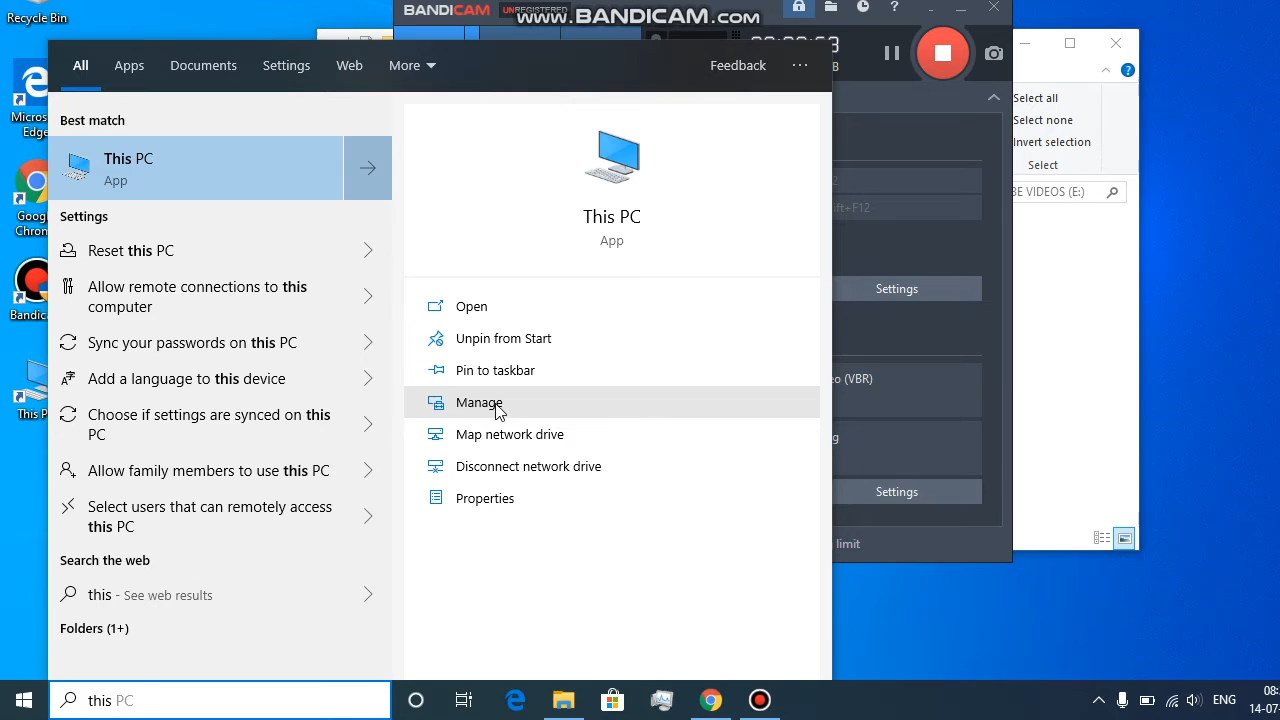 Recycle Bin
BANDICAM UNREGISTERED
www.BANDICAM.com
Select all
Select none
Invert selection
Select
BE VIDEOS (E:)
Micros
Edge
Goog
Chron
Bandica
This P
All Apps Documents Settings Web More Feedback ...
Best match
This PC
App
Settings
Reset this PC
Allow remote connections to this
computer
Sync your passwords on this PC
Add a language to this device
Choose if settings are synced on this
PC
Allow family members to use this PC
Select users that can remotely access
this PC
Search the web
this - See web results
Folders (1+)
This PC
App
Open
Unpin from Start
Pin to taskbar
Manage
Map network drive
Disconnect network drive
Properties
2
ift+F12
Settings
eo (VBR)
g
Settings
limit
this PC
ENG
08:
14-07-